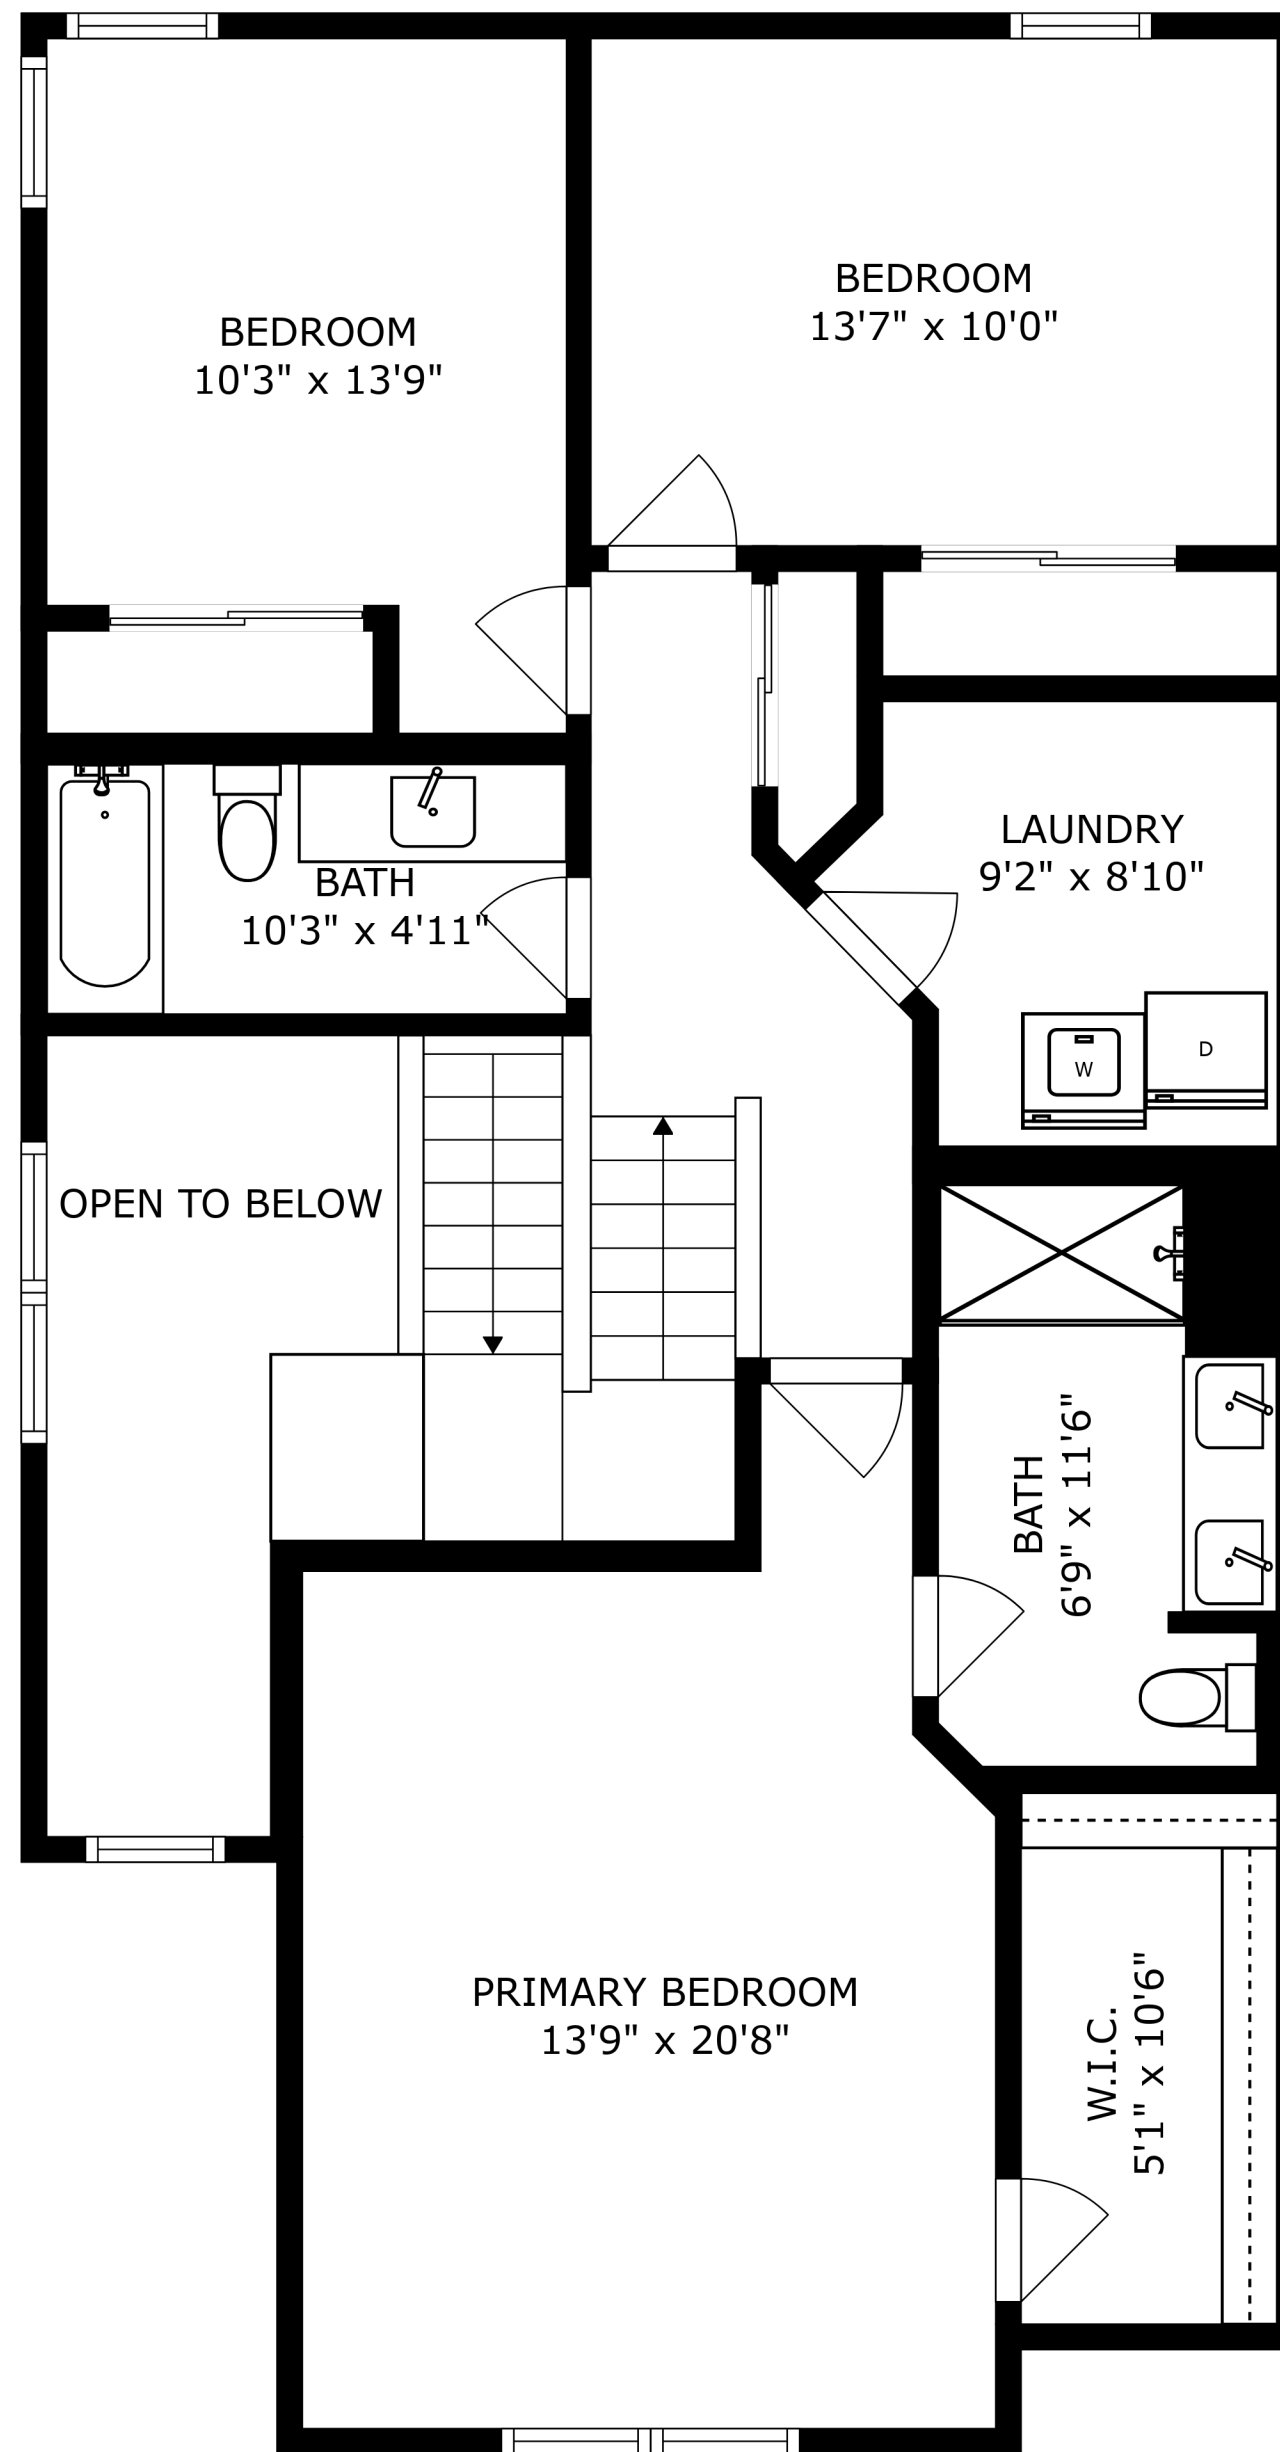 BEDROOM
13'7" x 10'0"
BEDROOM
10'3" x 13'9"
LAUNDRY
9'2" x 8'10"
BATH
10'3" x 4'11"
W
D
OPEN TO BELOW
BATH
6'9" x 11'6"
PRIMARY BEDROOM
13'9" x 20'8"
W.I.C.
5'1" x 10'6"